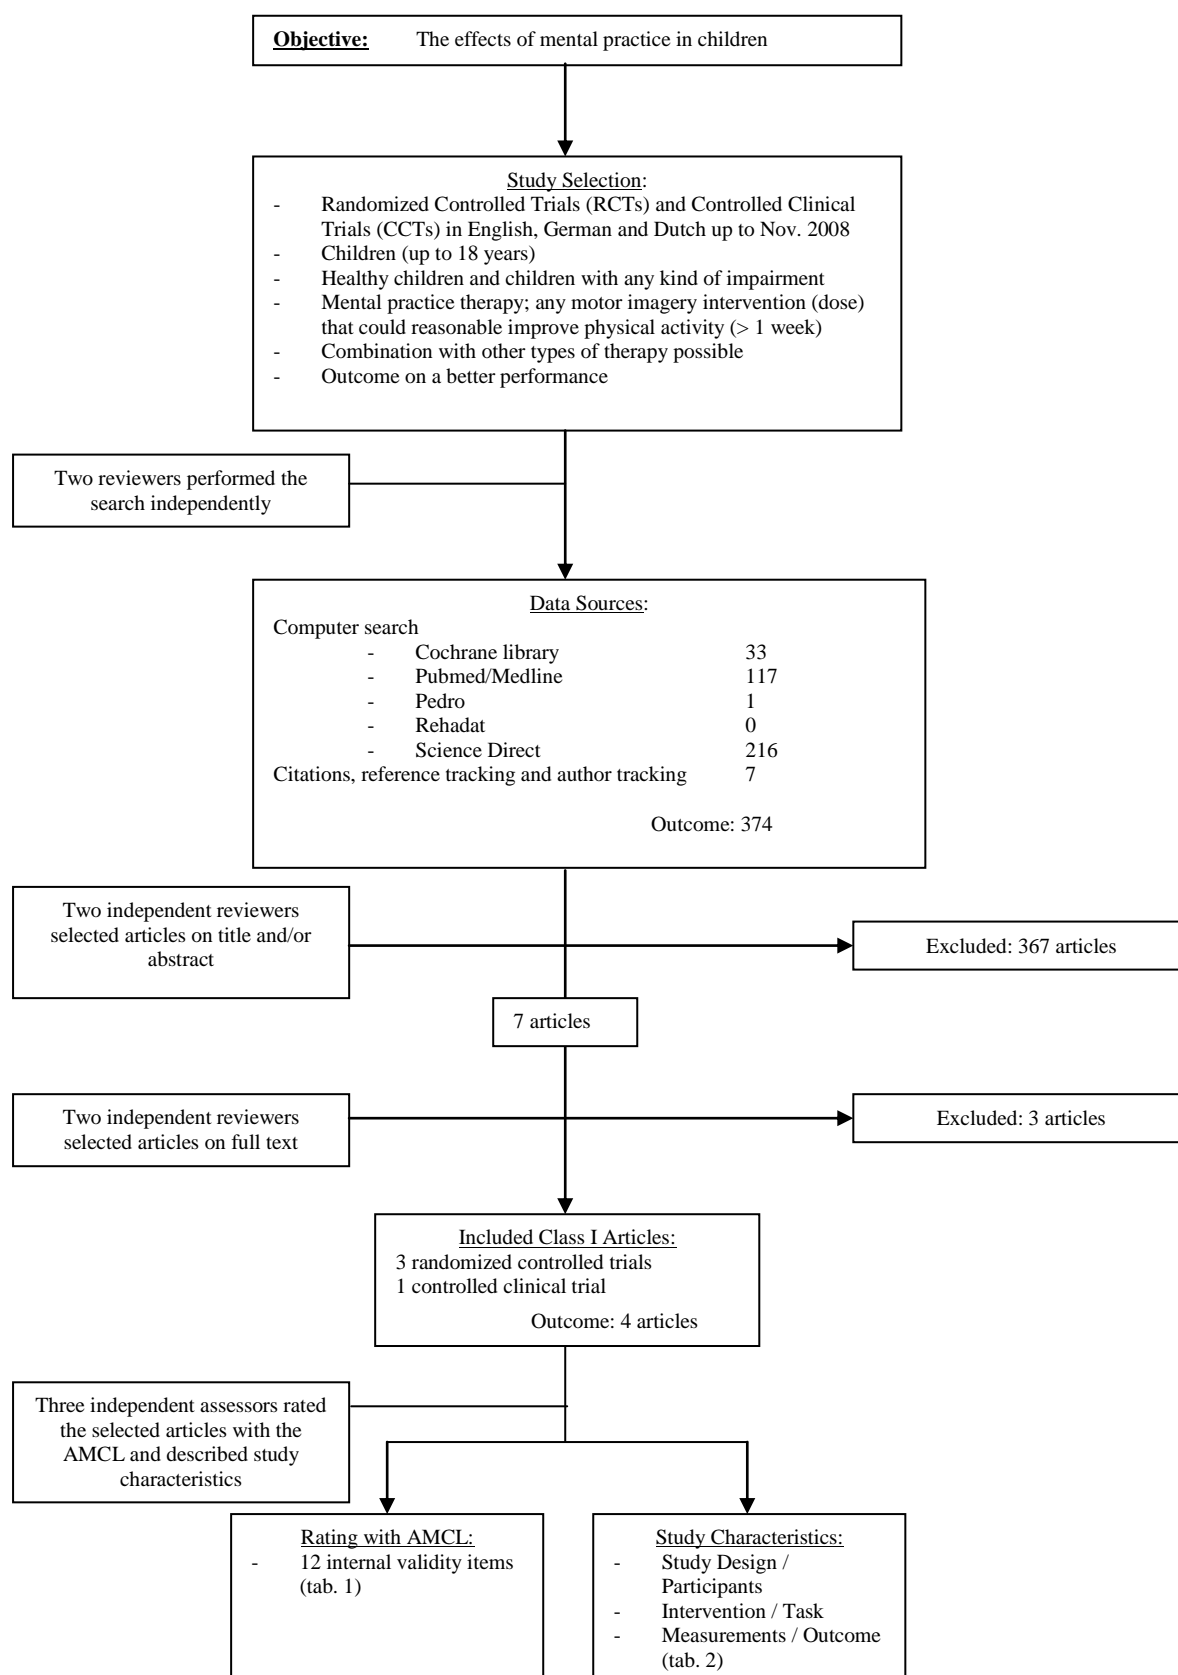 Objective: The effects of mental practice in children
Study Selection:
- Randomized Controlled Trials (RCTs) and Controlled Clinical
Trials (CCTs) in English, German and Dutch up to Nov. 2008
- Children (up to 18 years)
- Healthy children and children with any kind of impairment
- Mental practice therapy; any motor imagery intervention (dose)
that could reasonable improve physical activity (> 1 week)
- Combination with other types of therapy possible
- Outcome on a better performance
Two reviewers performed the
search independently
Data Sources:
Computer search
- Cochrane library 33
- Pubmed/Medline 117
- Pedro 1
- Rehadat 0
- Science Direct 216
Citations, reference tracking and author tracking 7
Outcome: 374
Two independent reviewers
selected articles on title and/or
abstract
Excluded: 367 articles
7 articles
Two independent reviewers
selected articles on full text
Excluded: 3 articles
Included Class I Articles:
3 randomized controlled trials
1 controlled clinical trial
Outcome: 4 articles
Three independent assessors rated
the selected articles with the
AMCL and described study
characteristics
Rating with AMCL:
- 12 internal validity items
(tab. 1)
Study Characteristics:
- Study Design /
Participants
- Intervention / Task
- Measurements / Outcome
(tab. 2)